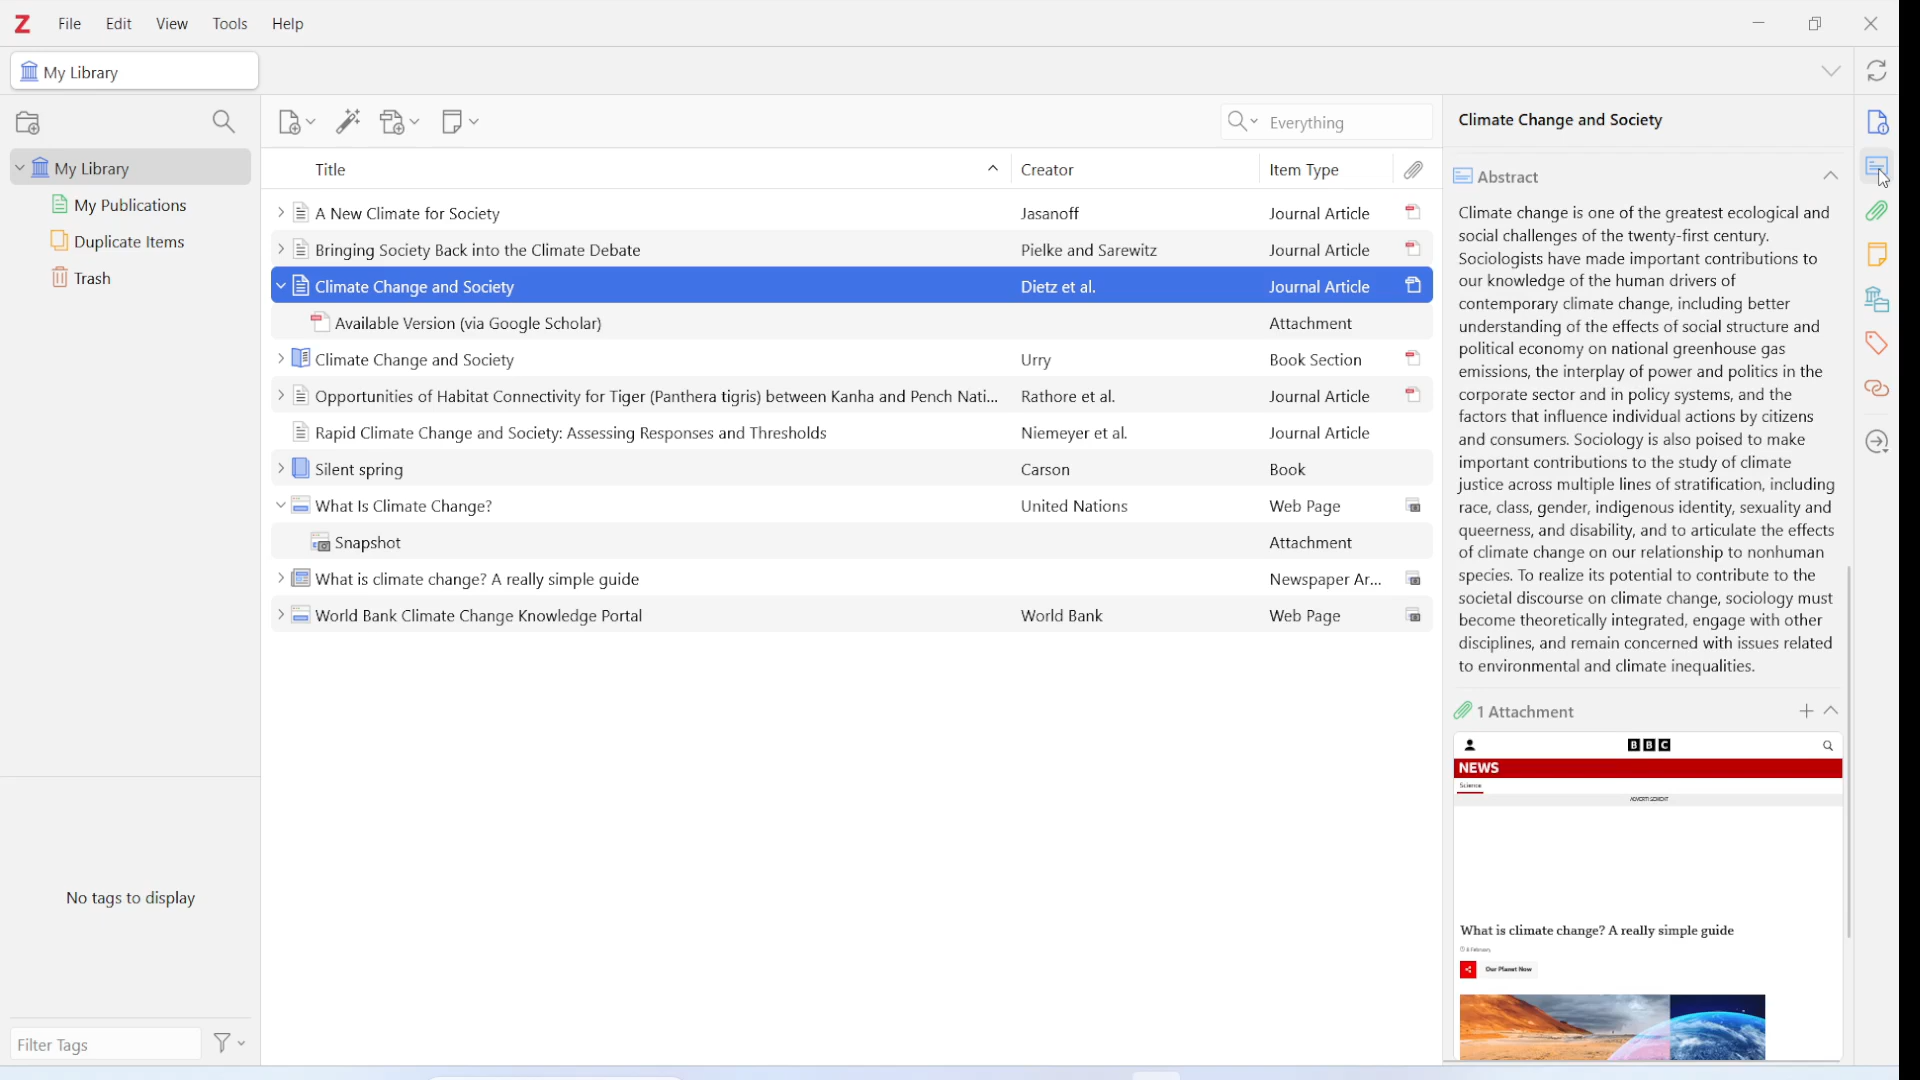 Z File Edit View Tools Help
My Library
My Library
My Publications
Duplicate Items
Trash
No tags to display
Filter Tags
Everything
Title Creator Item Type
A New Climate for Society Jasanoff Journal Article
Bringing Society Back into the Climate Debate Pielke and Sarewitz Journal Article
Climate Change and Society Dietz et al. Journal Article
Available Version (via Google Scholar) Attachment
Climate Change and Society Urry Book Section
Opportunities of Habitat Connectivity for Tiger (Panthera tigris) between Kanha and Pench Nati... Rathore et al. Journal Article
Rapid Climate Change and Society: Assessing Responses and Thresholds Niemeyer et al. Journal Article
Silent spring Carson Book
What Is Climate Change? United Nations Web Page
Snapshot Attachment
What is climate change? A really simple guide Newspaper Ar...
World Bank Climate Change Knowledge Portal World Bank Web Page
Climate Change and Society
Abstract
Climate change is one of the greatest ecological and
social challenges of the twenty-first century.
Sociologists have made important contributions to
our knowledge of the human drivers of
contemporary climate change, including better
understanding of the effects of social structure and
political economy on national greenhouse gas
emissions, the interplay of power and politics in the
corporate sector and in policy systems, and the
factors that influence individual actions by citizens
and consumers. Sociology is also poised to make
important contributions to the study of climate
justice across multiple lines of stratification, including
race, class, gender, indigenous identity, sexuality and
queerness, and disability, and to articulate the effects
of climate change on our relationship to nonhuman
species. To realize its potential to contribute to the
societal discourse on climate change, sociology must
become theoretically integrated, engage with other
disciplines, and remain concerned with issues related
to environmental and climate inequalities.
1 Attachment
BBC
NEWS
Science
ADVERTISEMENT
What is climate change? A really simple guide
Our Planet Now